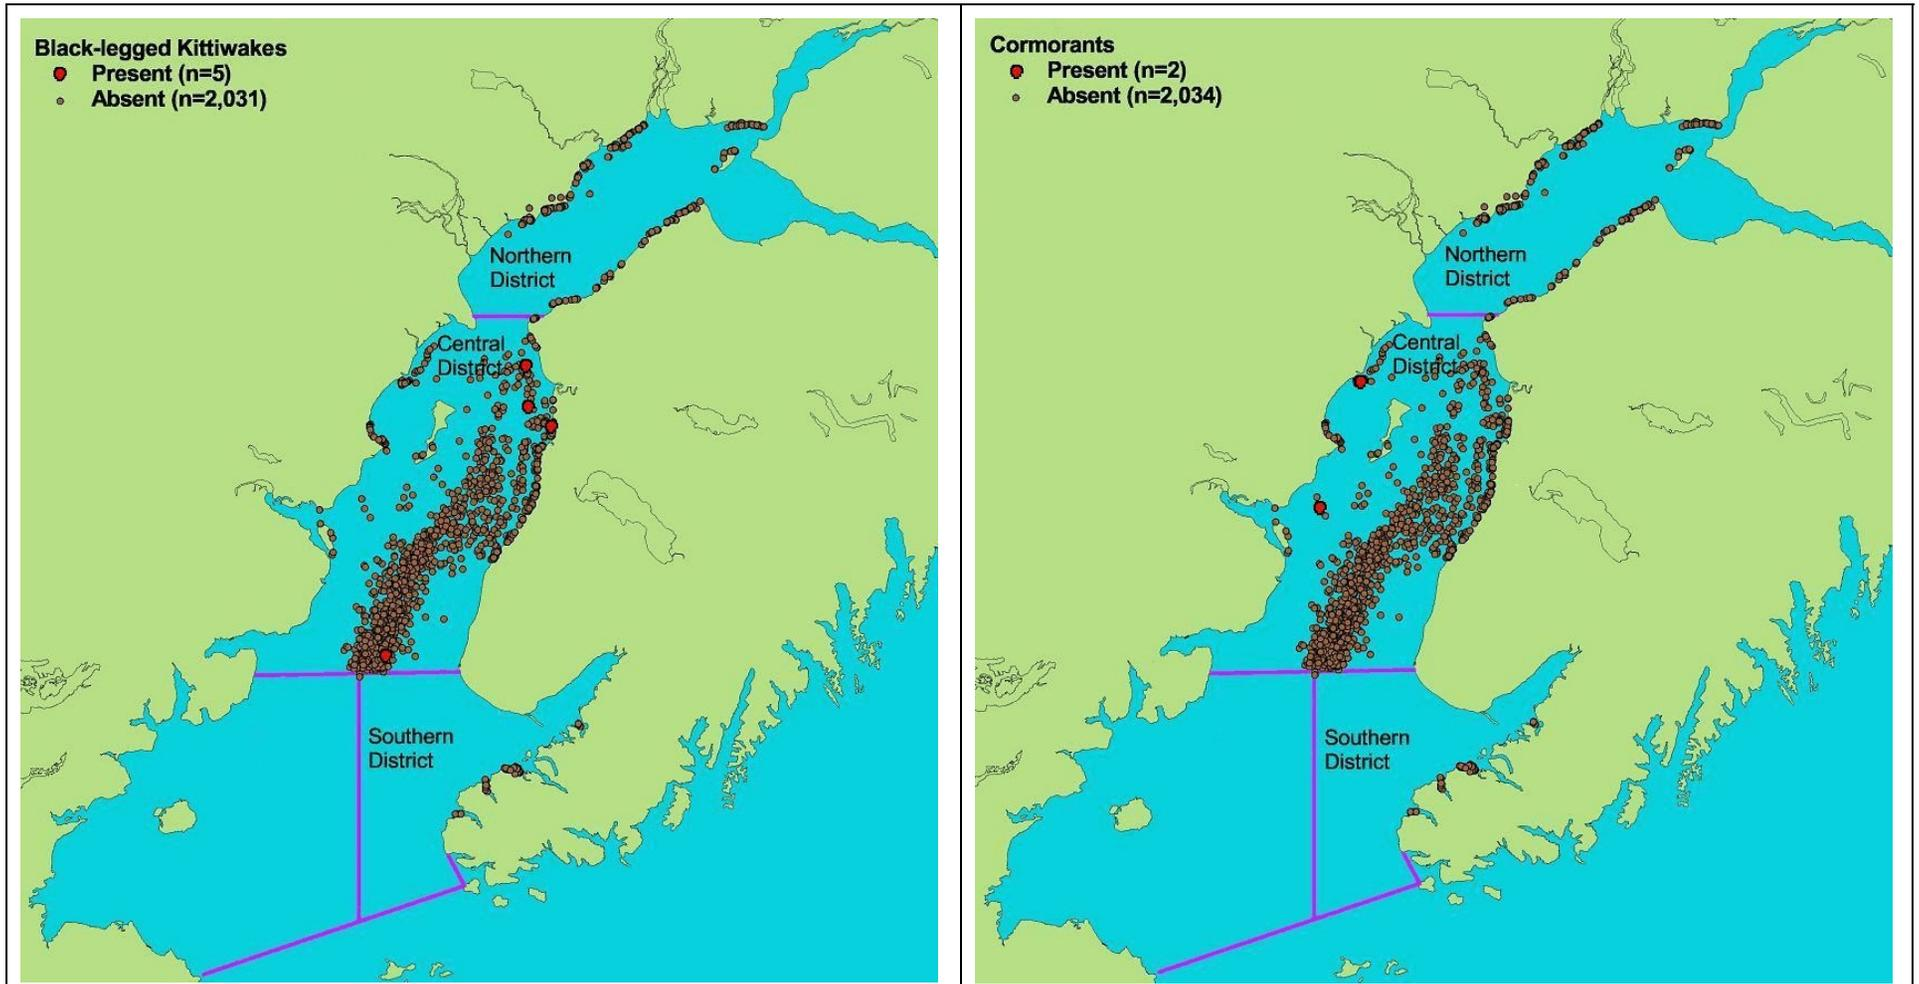 Black-legged Kittiwakes
Present (n=5)
Absent (n=2,031)
Northern
District
Central
District
Southern
District
Cormorants
Present (n=2)
Absent (n=2,034)
Northern
District
Central
District
Southern
District